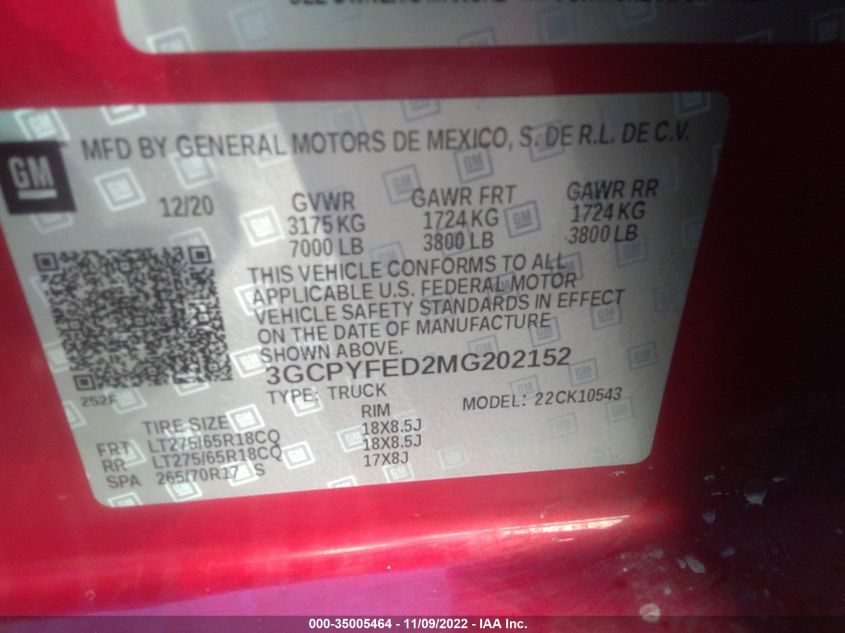 MFD BY GENERAL MOTORS DE MEXICO, S. DE R.L. DE C.V.
GM
12/20
GVWR GAWR FRT GAWR RR
3175 KG 1724 KG 1724 KG
7000 LB 3800 LB 3800 LB
THIS VEHICLE CONFORMS TO ALL
APPLICABLE U.S. FEDERAL MOTOR
VEHICLE SAFETY STANDARDS IN EFFECT
ON THE DATE OF MANUFACTURE
SHOWN ABOVE.
252F
3GCPYFED2MG202152
TYPE: TRUCK MODEL: 22CK10543
TIRE SIZE RIM
FRT LT275/65R18CQ 18X8.5J
RR LT275/65R18CQ 18X8.5J
SPA 265/70R17 S 17X8J
000-35005464 - 11/09/2022 - IAA Inc.